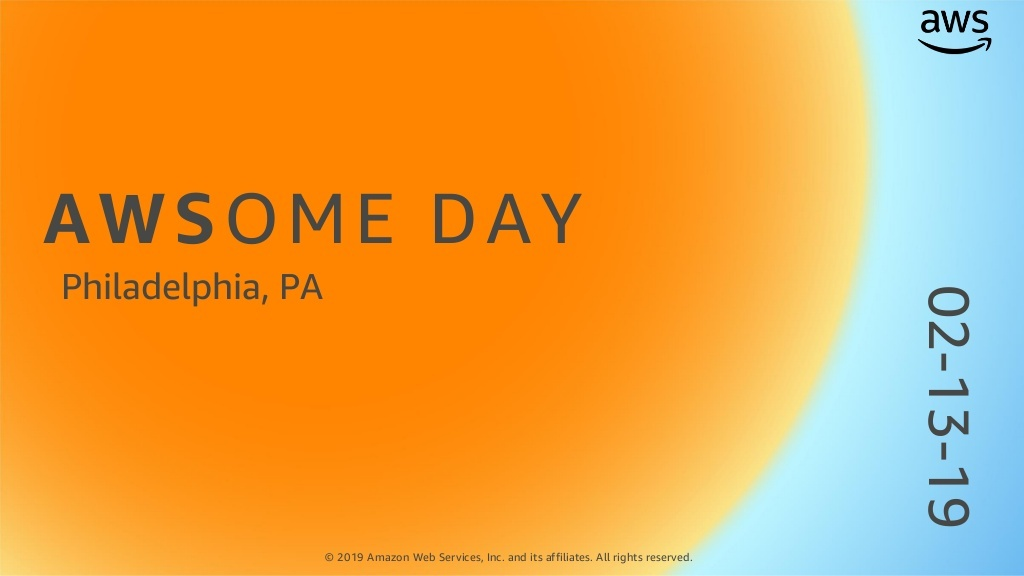 aws
AWSOME DAY
Philadelphia, PA
02-13-19
© 2019 Amazon Web Services, Inc. and its affiliates. All rights reserved.